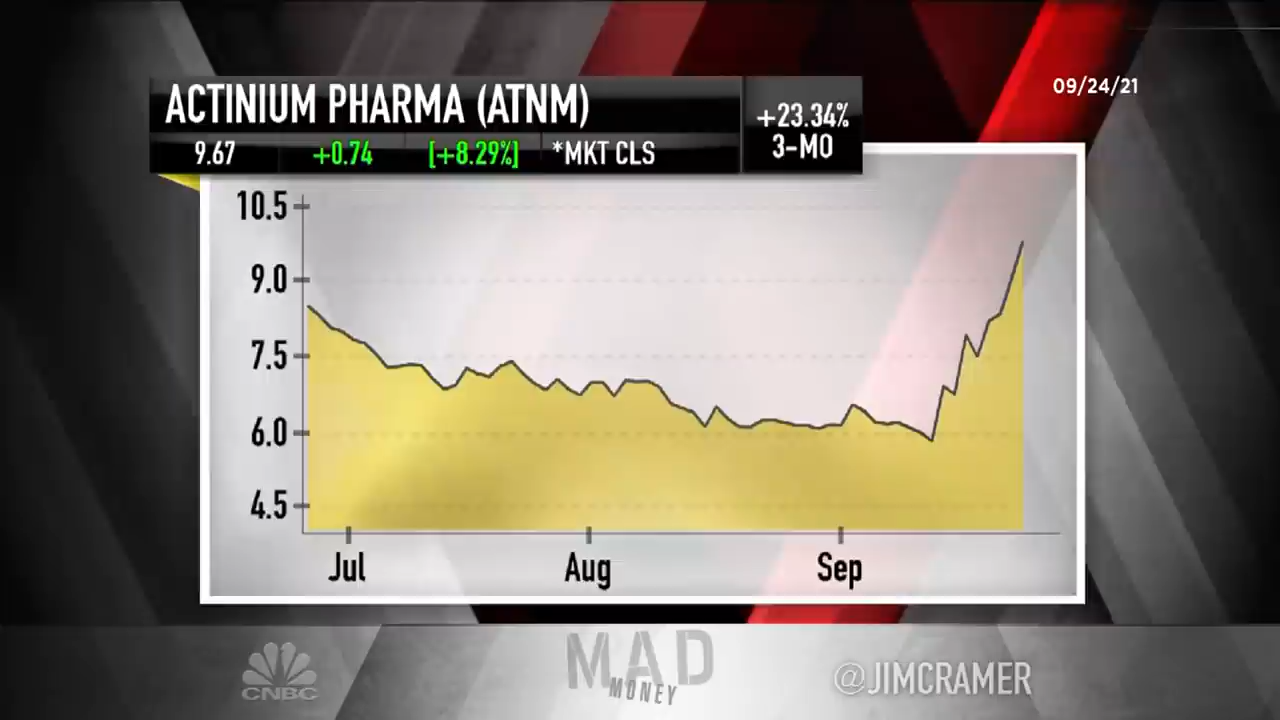 ACTINIUM PHARMA (ATNM)
9.67 +0.74 [+8.29%] *MKT CLS
+23.34%
3-MO
09/24/21
10.5
9.0
7.5
6.0
4.5
Jul Aug Sep
CNBC
MAD
MONEY
@JIMCRAMER